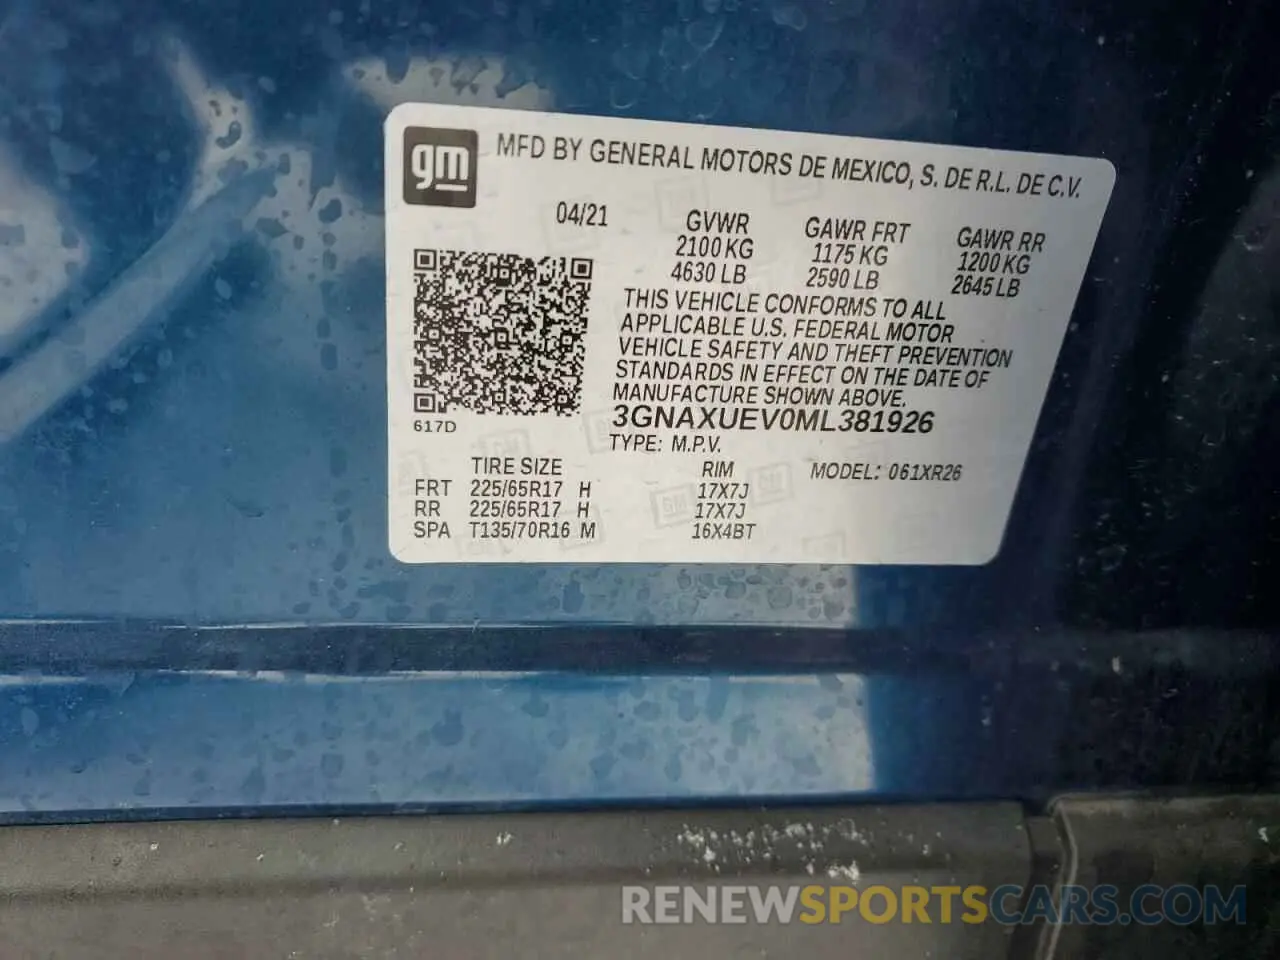 gm
MFD BY GENERAL MOTORS DE MEXICO, S. DE R.L. DE C.V.
04/21 GVWR GAWR FRT GAWR RR
2100 KG 1175 KG 1200 KG
4630 LB 2590 LB 2645 LB
THIS VEHICLE CONFORMS TO ALL
APPLICABLE U.S. FEDERAL MOTOR
VEHICLE SAFETY AND THEFT PREVENTION
STANDARDS IN EFFECT ON THE DATE OF
MANUFACTURE SHOWN ABOVE.
617D
3GNAXUEV0ML381926
TYPE: M.P.V.
TIRE SIZE RIM MODEL: 061XR26
FRT 225/65R17 H 17X7J
RR 225/65R17 H 17X7J
SPA T135/70R16 M 16X4BT
RENEWSPORTSCARS.COM